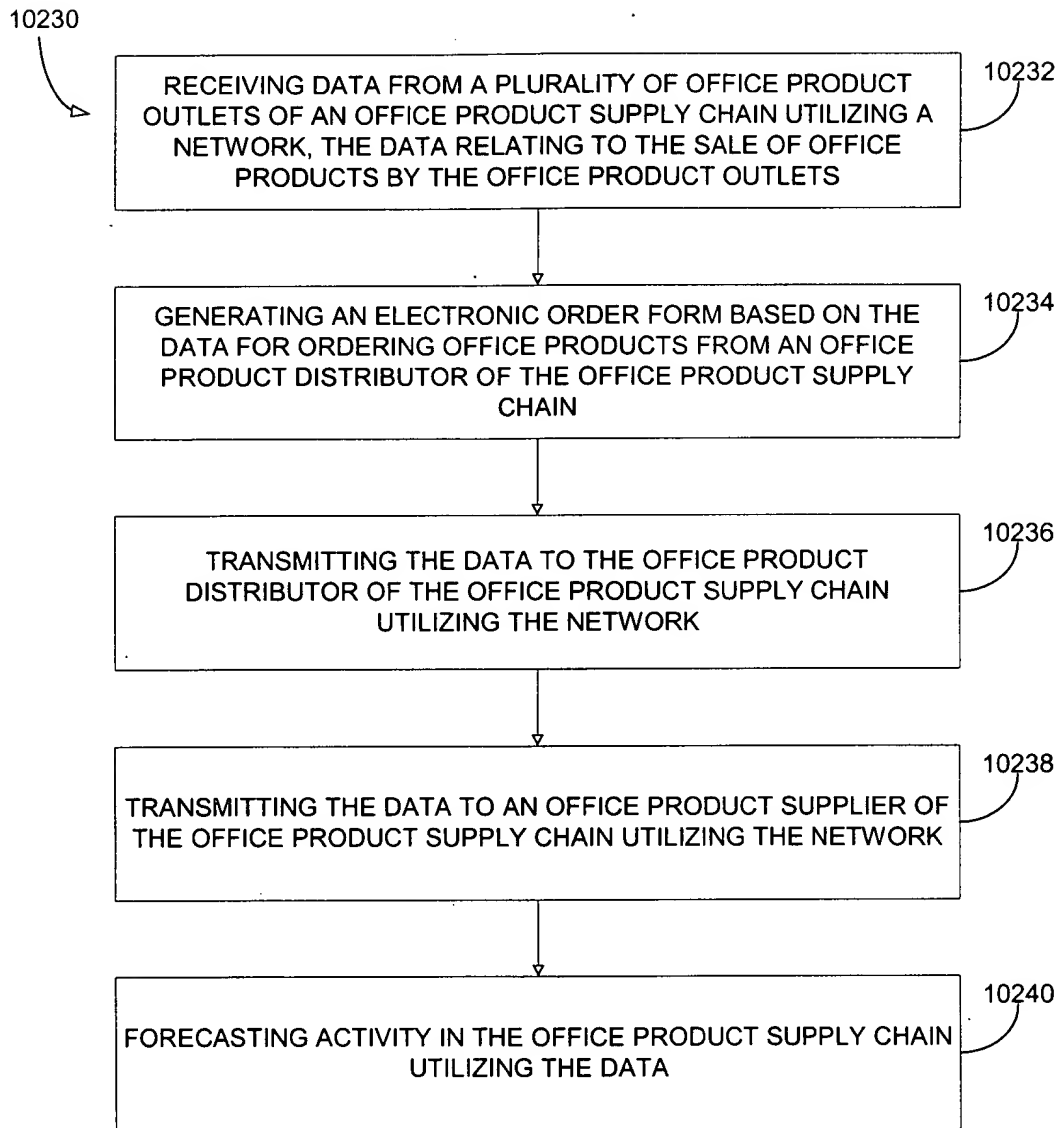 10230
RECEIVING DATA FROM A PLURALITY OF OFFICE PRODUCT
OUTLETS OF AN OFFICE PRODUCT SUPPLY CHAIN UTILIZING A
NETWORK, THE DATA RELATING TO THE SALE OF OFFICE
PRODUCTS BY THE OFFICE PRODUCT OUTLETS
10232
GENERATING AN ELECTRONIC ORDER FORM BASED ON THE
DATA FOR ORDERING OFFICE PRODUCTS FROM AN OFFICE
PRODUCT DISTRIBUTOR OF THE OFFICE PRODUCT SUPPLY
CHAIN
10234
TRANSMITTING THE DATA TO THE OFFICE PRODUCT
DISTRIBUTOR OF THE OFFICE PRODUCT SUPPLY CHAIN
UTILIZING THE NETWORK
10236
TRANSMITTING THE DATA TO AN OFFICE PRODUCT SUPPLIER OF
THE OFFICE PRODUCT SUPPLY CHAIN UTILIZING THE NETWORK
10238
FORECASTING ACTIVITY IN THE OFFICE PRODUCT SUPPLY CHAIN
UTILIZING THE DATA
10240